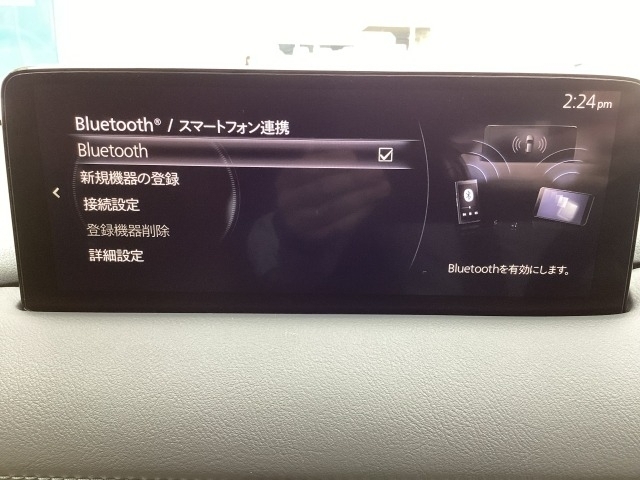 2:24pm
Bluetooth® / スマートフォン連携
Bluetooth
新規機器の登録
接続設定
登録機器削除
詳細設定
Bluetoothを有効にします。